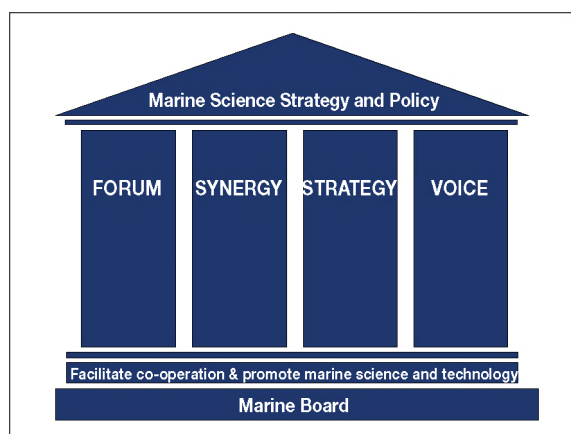 Marine Science Strategy and Policy
FORUM SYNERGY STRATEGY VOICE
Facilitate co-operation & promote marine science and technology
Marine Board